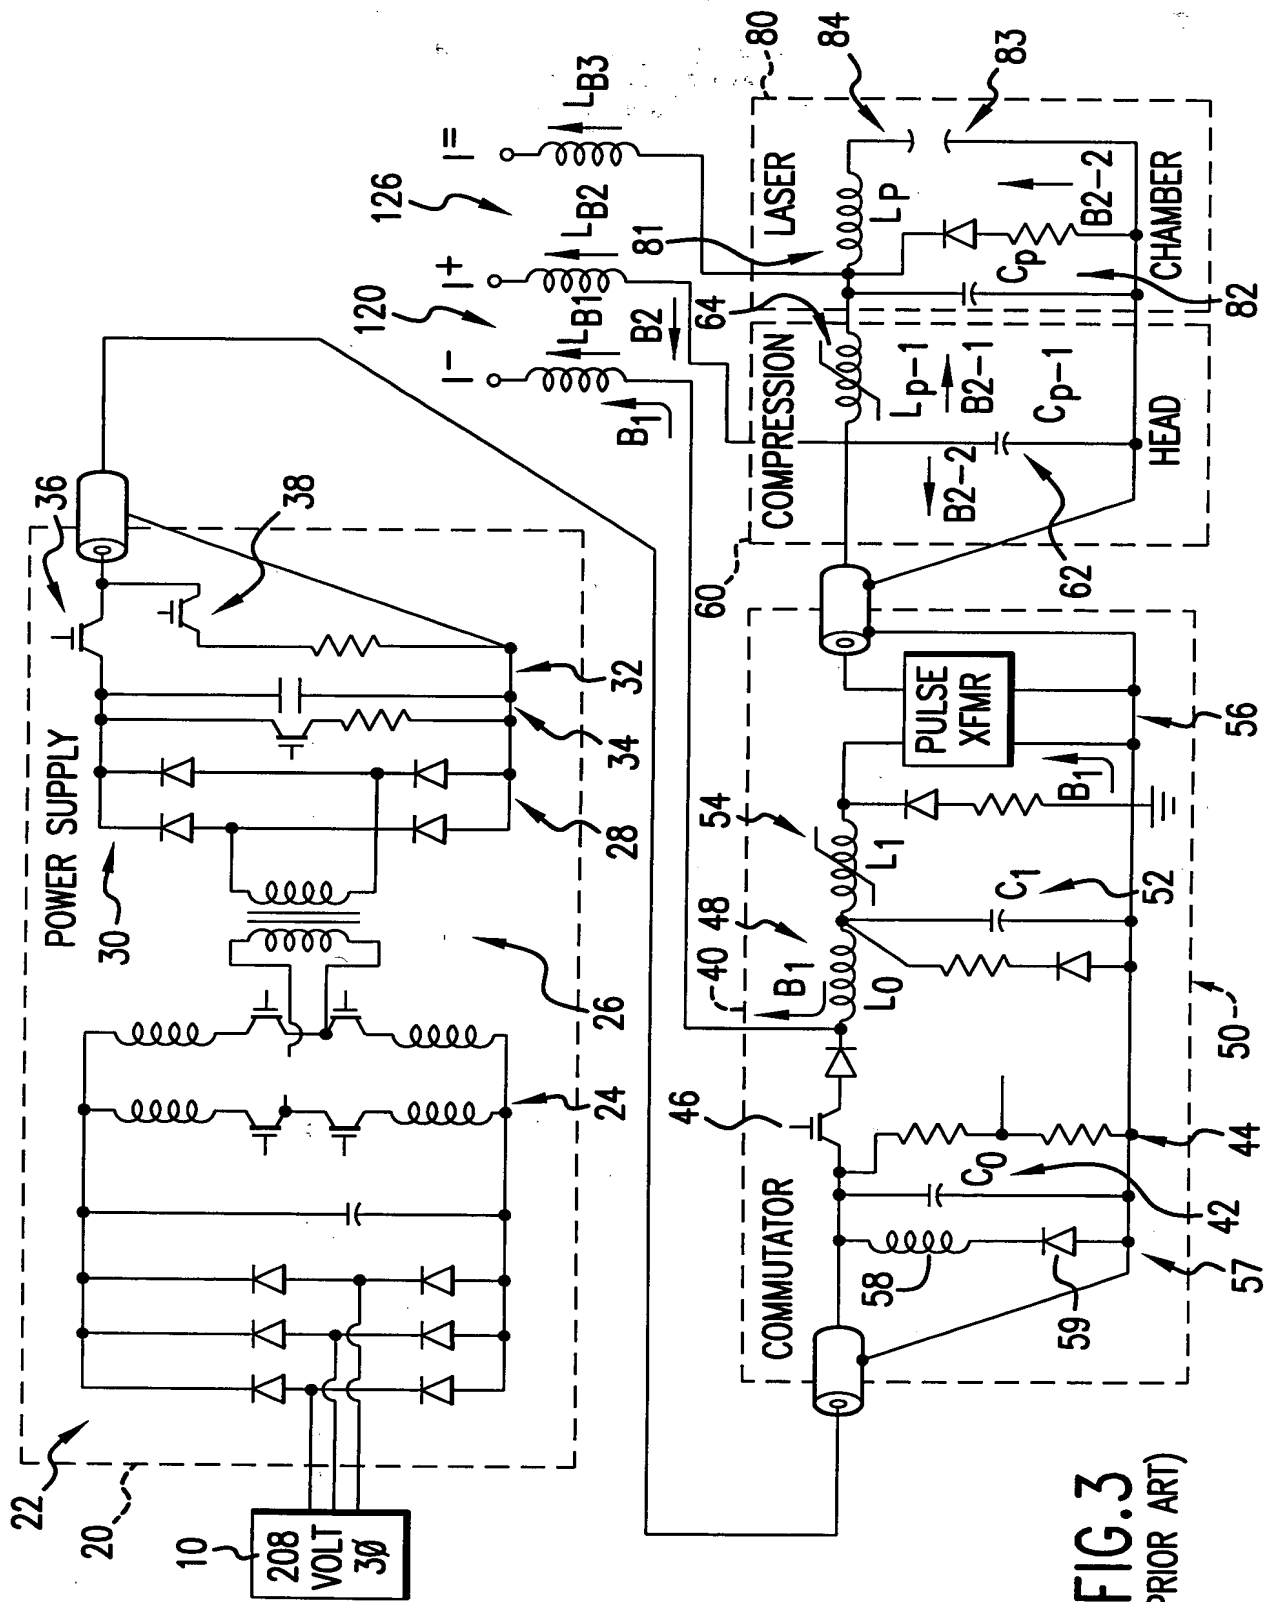 10
208
VOLT
3Ø
20
22
POWER SUPPLY
24
26
28
30
32
34
36
38
120
126
I-
I+
I=
LB1
LB2
LB3
B1
B2
COMMUTATOR
40
42
44
46
48
50
52
54
56
57
58
59
C0
L0
B1
C1
L1
B1
PULSE
XFMR
60
COMPRESSION
HEAD
62
64
Lp-1
B2-1
Cp-1
B2-2
80
LASER
CHAMBER
81
82
83
84
LP
Cp
B2-2
FIG.3
PRIOR ART)